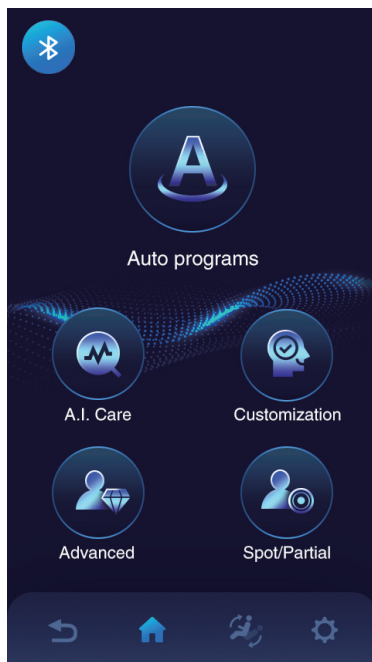 A
Auto programs
A.I. Care
Customization
Advanced
Spot/Partial